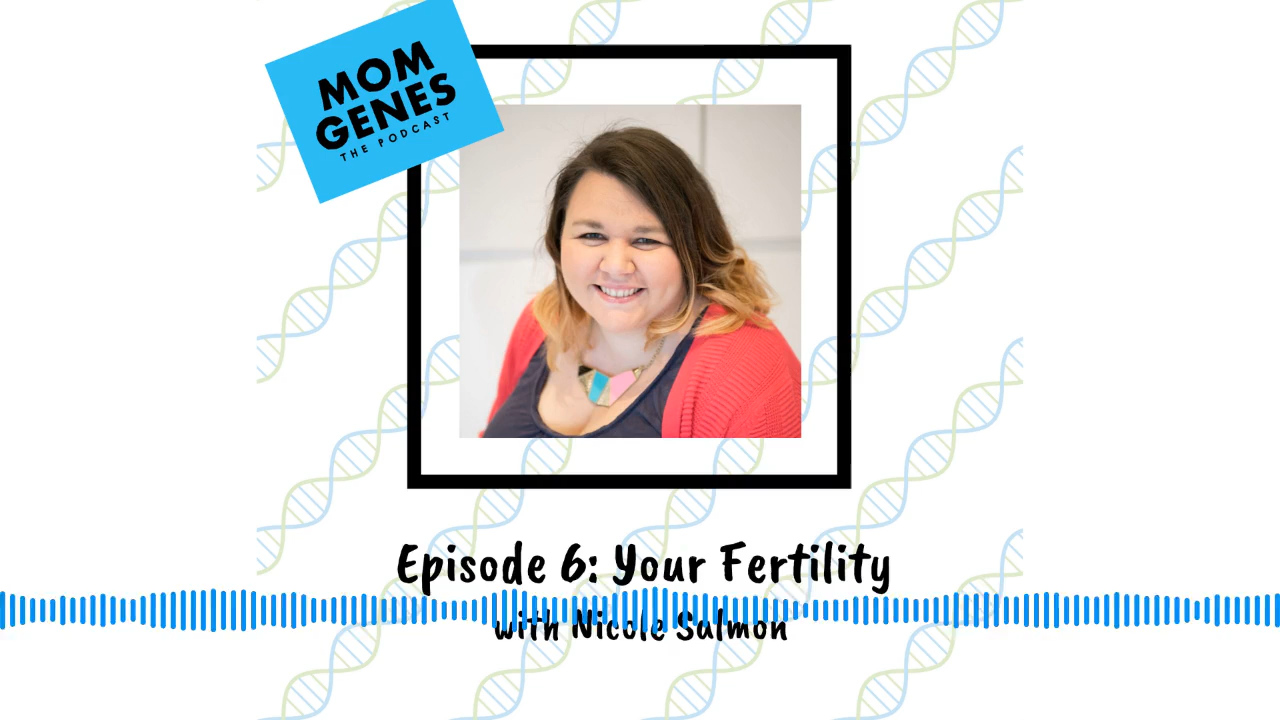 MOM
GENES
THE PODCAST
Episode 6: Your Fertility
with Nicole Salmon